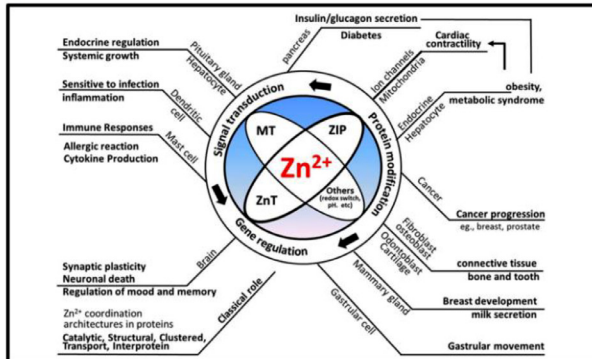 Insulin/glucagon secretion
Diabetes
pancreas
Cardiac
contractility
Ion channels
Mitochondria
obesity,
metabolic syndrome
Endocrine
Hepatocyte
Endocrine regulation
Systemic growth
Pituitary gland
Hepatocyte
Sensitive to infection
inflammation
Dendritic
cell
Immune Responses
Allergic reaction
Cytokine Production
Mast cell
Signal transduction
Protein modification
Gene regulation
MT
ZIP
Zn2+
ZnT
Others
(redox switch,
pH. etc)
Cancer
Cancer progression
eg., breast, prostate
Fibroblast
osteoblast
Odontoblast
Cartilage
connective tissue
bone and tooth
Mammary gland
Breast development
milk secretion
Gastrular cell
Gastrular movement
Brain
Synaptic plasticity
Neuronal death
Regulation of mood and memory
Classical role
Zn2+ coordination
architectures in proteins
Catalytic, Structural, Clustered,
Transport, Interprotein